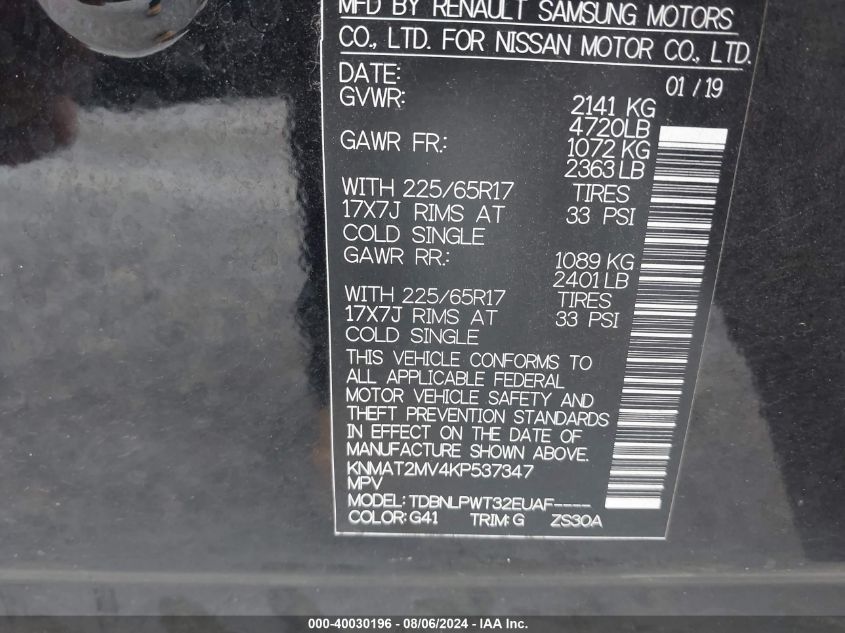 MFD BY RENAULT SAMSUNG MOTORS
CO., LTD. FOR NISSAN MOTOR CO., LTD.
DATE: 01 / 19
GVWR: 2141 KG
4720LB
GAWR FR.: 1072 KG
2363 LB
WITH 225/65R17 TIRES
17X7J RIMS AT 33 PSI
COLD SINGLE
GAWR RR.: 1089 KG
2401 LB
WITH 225/65R17 TIRES
17X7J RIMS AT 33 PSI
COLD SINGLE
THIS VEHICLE CONFORMS TO
ALL APPLICABLE FEDERAL
MOTOR VEHICLE SAFETY AND
THEFT PREVENTION STANDARDS
IN EFFECT ON THE DATE OF
MANUFACTURE SHOWN ABOVE.
KNMAT2MV4KP537347
MPV
MODEL: TDBNLPWT32EUAF----
COLOR: G41 TRIM: G ZS30A
000-40030196 - 08/06/2024 - IAA Inc.